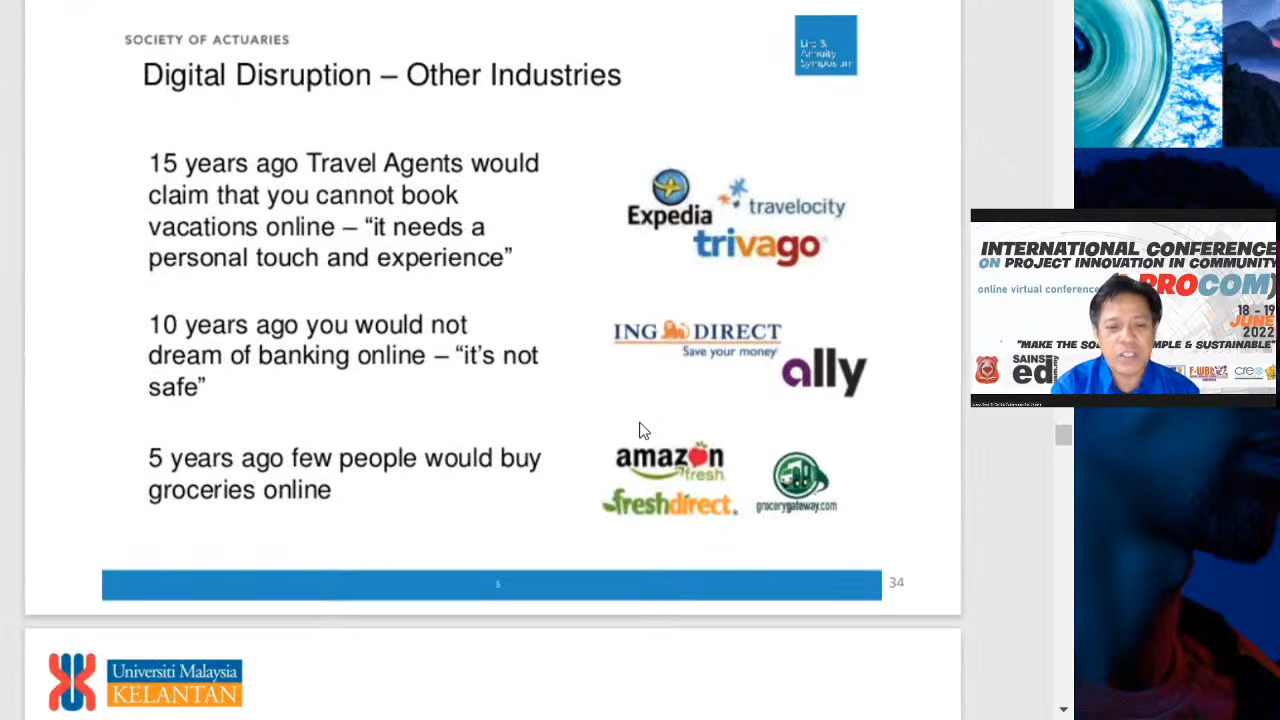 SOCIETY OF ACTUARIES
Life &
Annuity
Symposium
Digital Disruption – Other Industries
15 years ago Travel Agents would
claim that you cannot book
vacations online – “it needs a
personal touch and experience”
Expedia
travelocity
trivago
10 years ago you would not
dream of banking online – “it’s not
safe”
ING DIRECT
Save your money
ally
5 years ago few people would buy
groceries online
amazon
fresh
freshdirect.
grocerygateway.com
5
34
Universiti Malaysia
KELANTAN
INTERNATIONAL CONFERENCE
ON PROJECT INNOVATION IN COMMUNITY
online virtual conference
PROCOM)
18 - 19
JUNE
2022
"MAKE THE
MPLE & SUSTAINABLE"
SAINS
ed